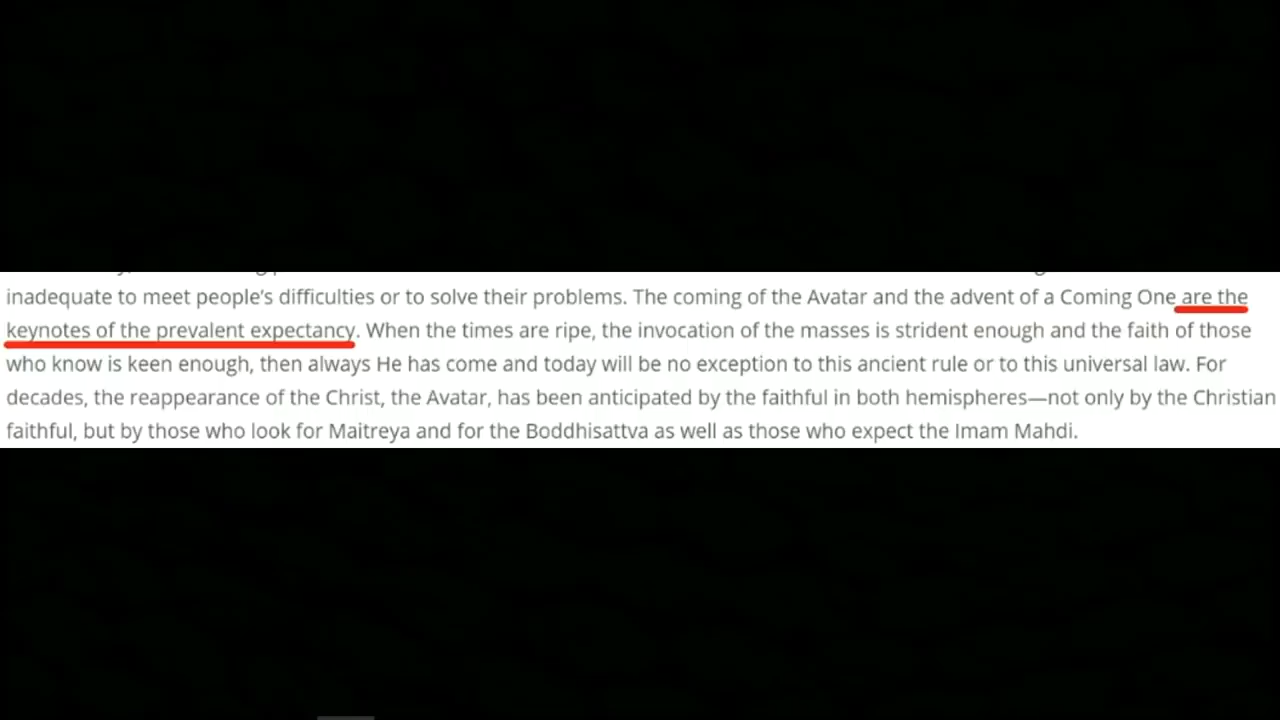 inadequate to meet people's difficulties or to solve their problems. The coming of the Avatar and the advent of a Coming One are the
keynotes of the prevalent expectancy. When the times are ripe, the invocation of the masses is strident enough and the faith of those
who know is keen enough, then always He has come and today will be no exception to this ancient rule or to this universal law. For
decades, the reappearance of the Christ, the Avatar, has been anticipated by the faithful in both hemispheres—not only by the Christian
faithful, but by those who look for Maitreya and for the Boddhisattva as well as those who expect the Imam Mahdi.